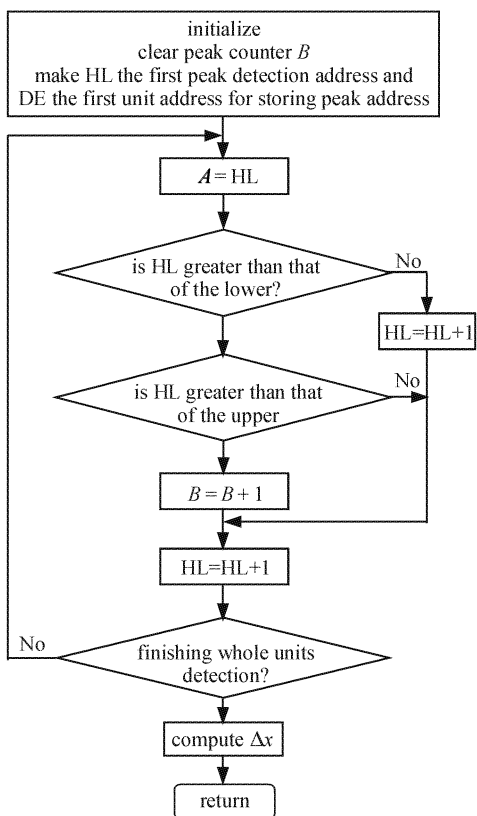 initialize
clear peak counter B
make HL the first peak detection address and
DE the first unit address for storing peak address
A = HL
is HL greater than that
of the lower?
No
HL=HL+1
is HL greater than that
of the upper
No
B = B + 1
HL=HL+1
finishing whole units
detection?
No
compute Δx
return